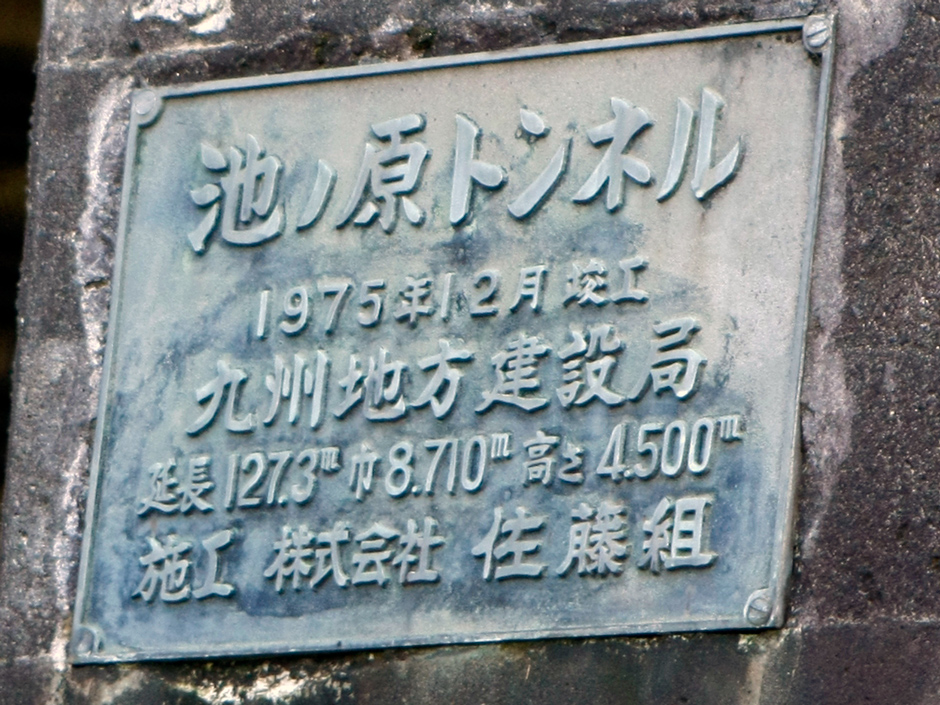 池ノ原トンネル
1975年12月 竣工
九州地方建設局
延長127.3m 巾8.710m 高さ4.500m
施工 株式会社 佐藤組